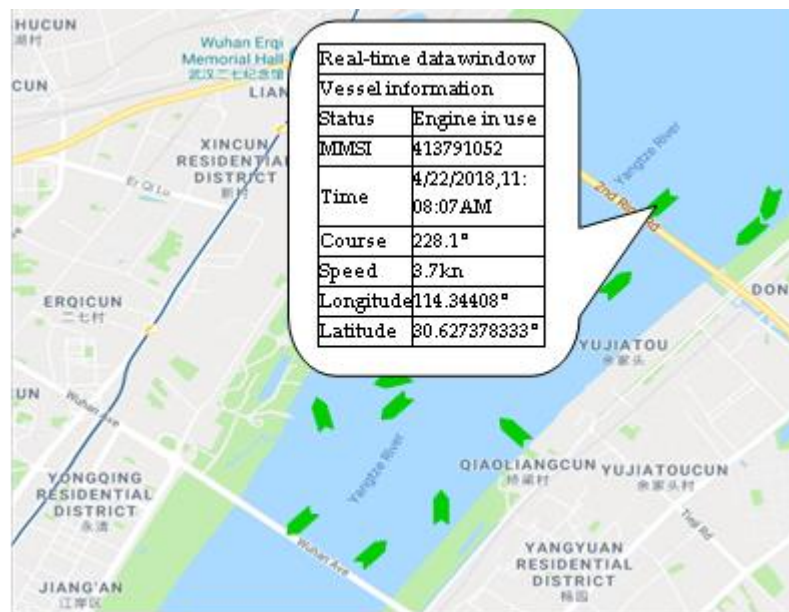 HUCUN
湖村
Wuhan Erqi
Memorial Hall
武汉二七纪念馆
CUN
LIAN
XINCUN
RESIDENTIAL
DISTRICT
新村
Er Qi Lu
Real-time data window
Vessel information
Status Engine in use
MMSI 413791052
Time 4/22/2018,11:
08:07AM
Course 228.1°
Speed 3.7kn
Longitude 114.34408°
Latitude 30.627378333°
Yangtze River
2nd Ring Rd
DON
ERQICUN
二七村
YUJIATOU
余家头
UN
Wuhan Ave
Yangtze River
QIAOLIANGCUN
桥梁村
YUJIATOUCUN
余家头村
YONGQING
RESIDENTIAL
DISTRICT
永清
Tieji Rd
Wuhan Ave
YANGYUAN
RESIDENTIAL
DISTRICT
杨园
JIANG'AN
江岸区